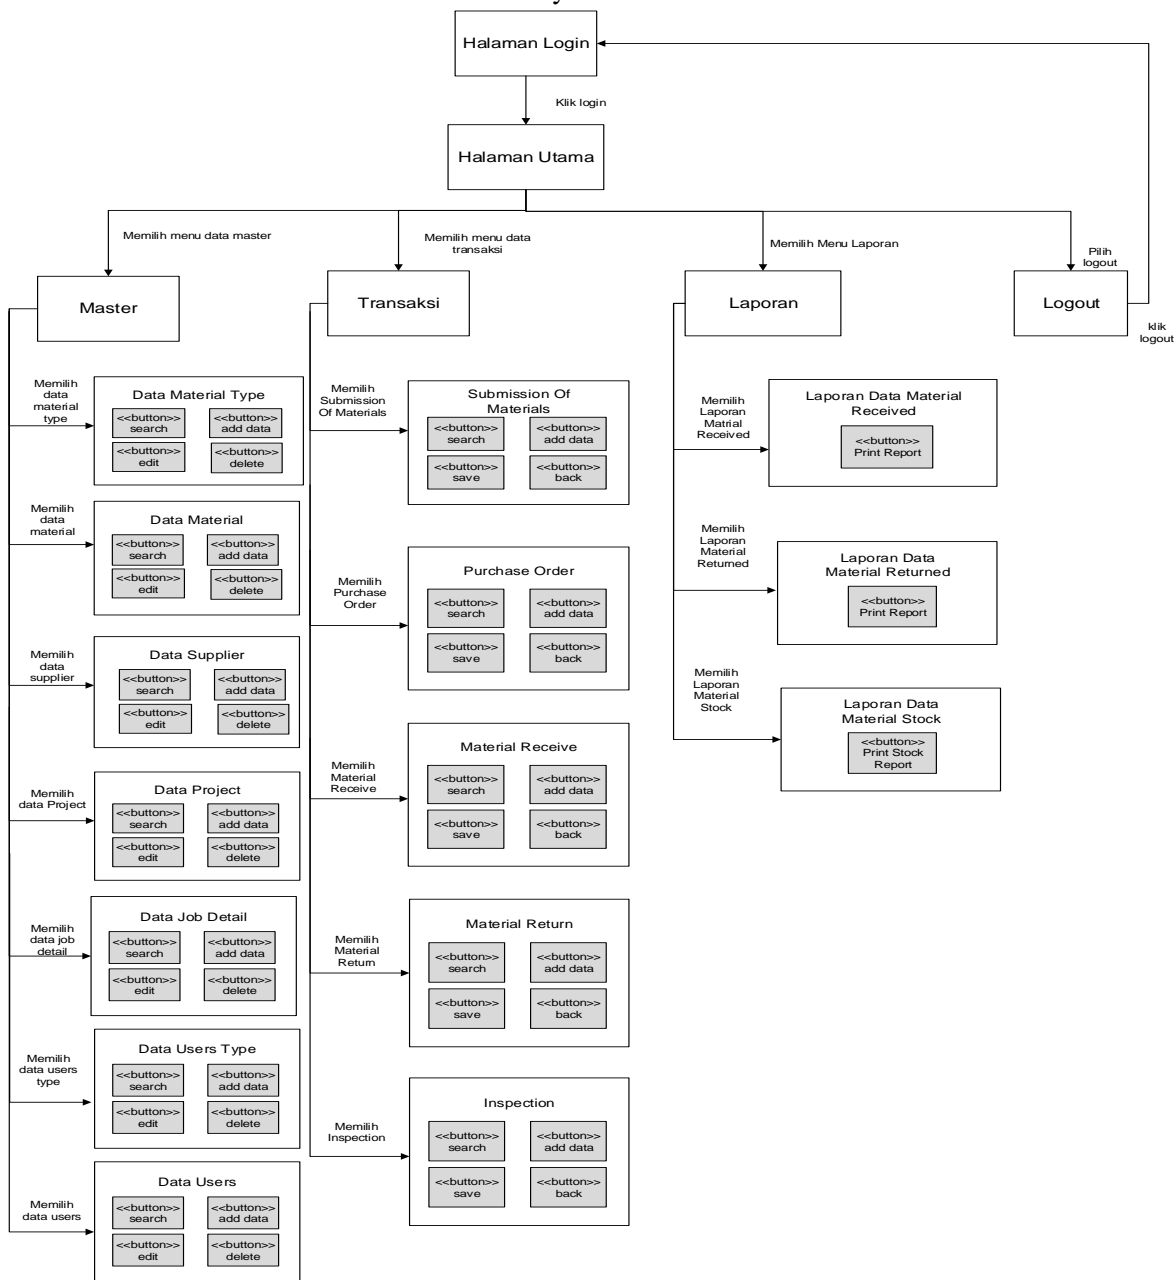 Halaman Login
Klik login
Halaman Utama
Memilih menu data master
Memilih menu data
transaksi
Memilih Menu Laporan
Pilih
logout
Master
Transaksi
Laporan
Logout
klik
logout
Memilih
data
material
type
Data Material Type
<<button>>
search
<<button>>
add data
<<button>>
edit
<<button>>
delete
Memilih
data
material
Data Material
<<button>>
search
<<button>>
add data
<<button>>
edit
<<button>>
delete
Memilih
data
supplier
Data Supplier
<<button>>
search
<<button>>
add data
<<button>>
edit
<<button>>
delete
Memilih
data Project
Data Project
<<button>>
search
<<button>>
add data
<<button>>
edit
<<button>>
delete
Memilih
data job
detail
Data Job Detail
<<button>>
search
<<button>>
add data
<<button>>
edit
<<button>>
delete
Memilih
data users
type
Data Users Type
<<button>>
search
<<button>>
add data
<<button>>
edit
<<button>>
delete
Memilih
data users
Data Users
<<button>>
search
<<button>>
add data
<<button>>
edit
<<button>>
delete
Memilih
Submission
Of Materials
Submission Of
Materials
<<button>>
search
<<button>>
add data
<<button>>
save
<<button>>
back
Memilih
Purchase
Order
Purchase Order
<<button>>
search
<<button>>
add data
<<button>>
save
<<button>>
back
Memilih
Material
Receive
Material Receive
<<button>>
search
<<button>>
add data
<<button>>
save
<<button>>
back
Memilih
Material
Return
Material Return
<<button>>
search
<<button>>
add data
<<button>>
save
<<button>>
back
Memilih
Inspection
Inspection
<<button>>
search
<<button>>
add data
<<button>>
save
<<button>>
back
Memilih
Laporan
Matrial
Received
Laporan Data Material
Received
<<button>>
Print Report
Memilih
Laporan
Material
Returned
Laporan Data
Material Returned
<<button>>
Print Report
Memilih
Laporan
Material
Stock
Laporan Data
Material Stock
<<button>>
Print Stock
Report